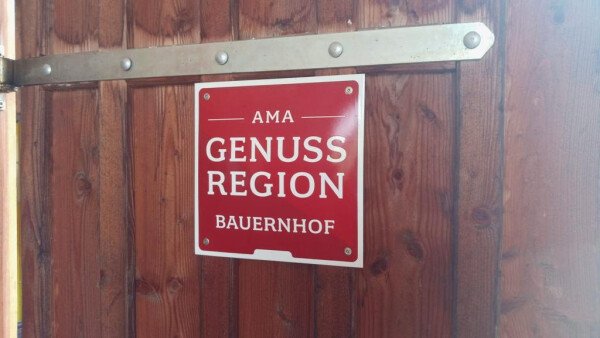 AMA
GENUSS
REGION
BAUERNHOF